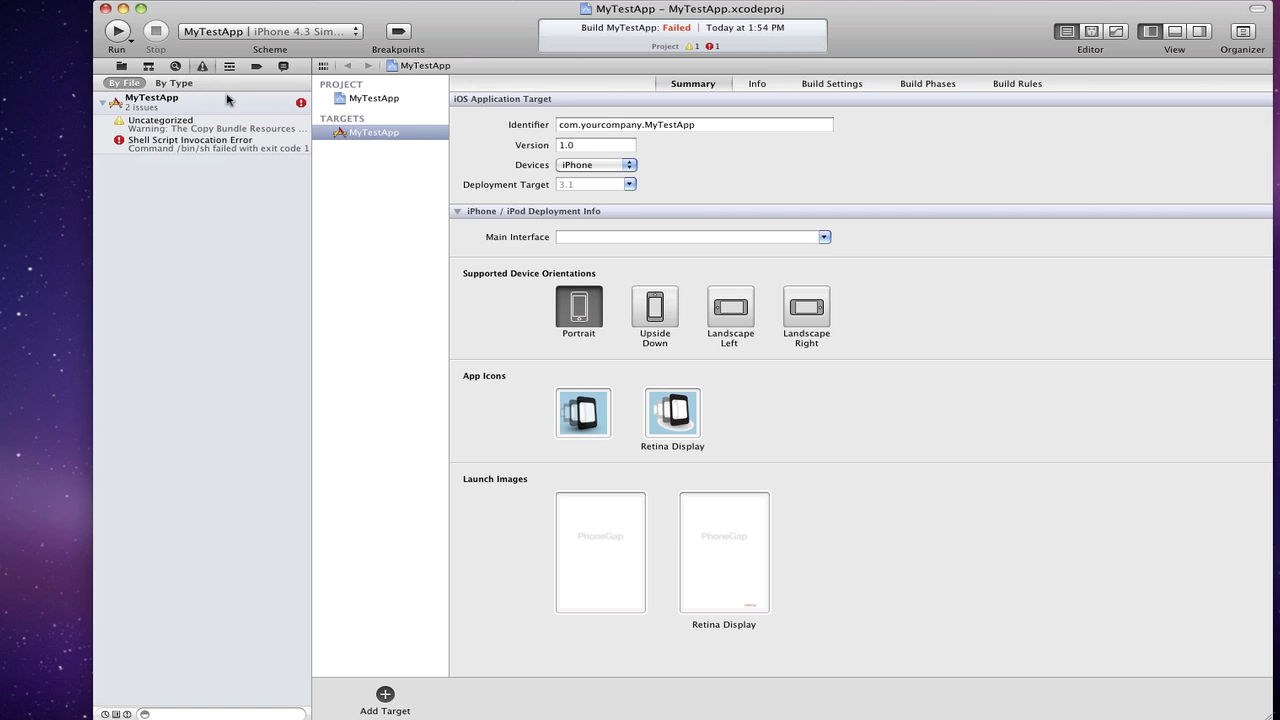 MyTestApp – MyTestApp.xcodeproj
MyTestApp | iPhone 4.3 Sim...
Build MyTestApp: Failed | Today at 1:54 PM
Project 1 1
Run
Stop
Scheme
Breakpoints
Editor
View
Organizer
MyTestApp
By File By Type
MyTestApp
2 issues
Uncategorized
Warning: The Copy Bundle Resources ...
Shell Script Invocation Error
Command /bin/sh failed with exit code 1
PROJECT
MyTestApp
TARGETS
MyTestApp
Summary Info Build Settings Build Phases Build Rules
iOS Application Target
Identifier com.yourcompany.MyTestApp
Version 1.0
Devices iPhone
Deployment Target 3.1
iPhone / iPod Deployment Info
Main Interface
Supported Device Orientations
Portrait
Upside Down
Landscape Left
Landscape Right
App Icons
Retina Display
Launch Images
PhoneGap
PhoneGap
Retina Display
Add Target